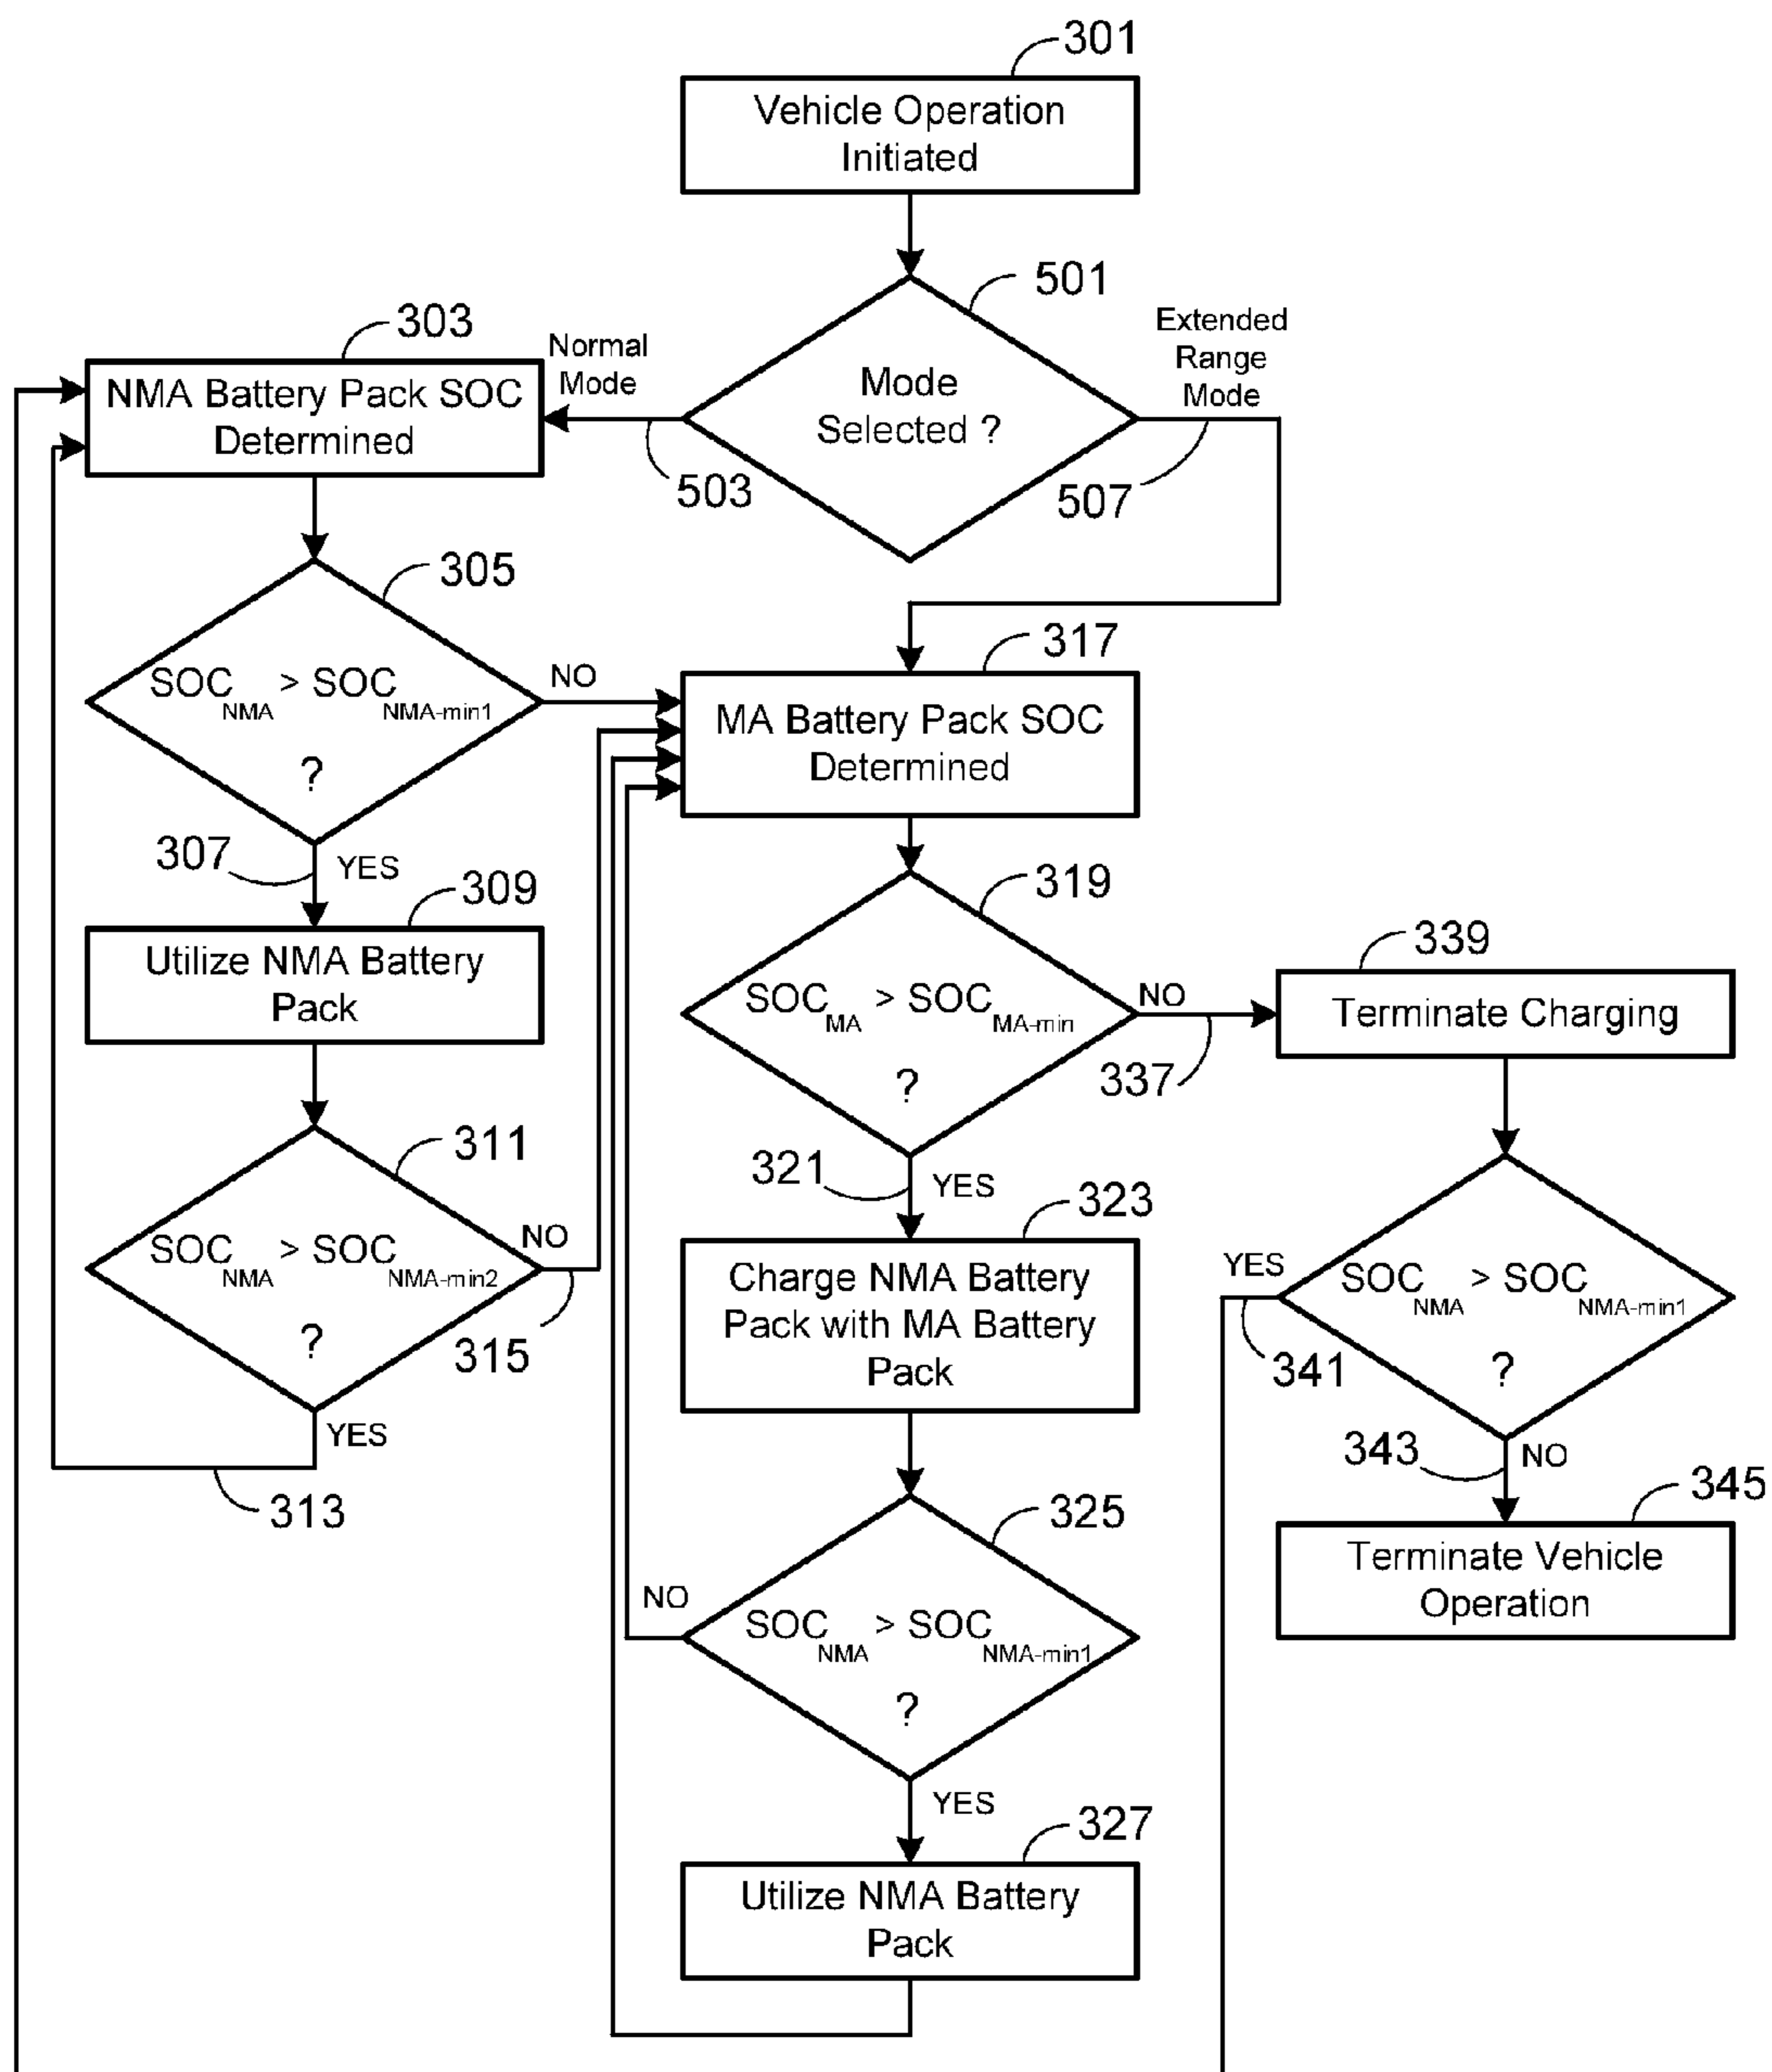 301
Vehicle Operation
Initiated
501
Mode
Selected ?
Normal
Mode
503
Extended
Range
Mode
507
303
NMA Battery Pack SOC
Determined
305
SOC NMA > SOC NMA-min1
?
NO
307
YES
309
Utilize NMA Battery
Pack
311
SOC NMA > SOC NMA-min2
?
NO
315
YES
313
317
MA Battery Pack SOC
Determined
319
SOC MA > SOC MA-min
?
NO
337
321
YES
323
Charge NMA Battery
Pack with MA Battery
Pack
325
NO
SOC NMA > SOC NMA-min1
?
YES
327
Utilize NMA Battery
Pack
339
Terminate Charging
YES
SOC NMA > SOC NMA-min1
?
341
343
NO
345
Terminate Vehicle
Operation